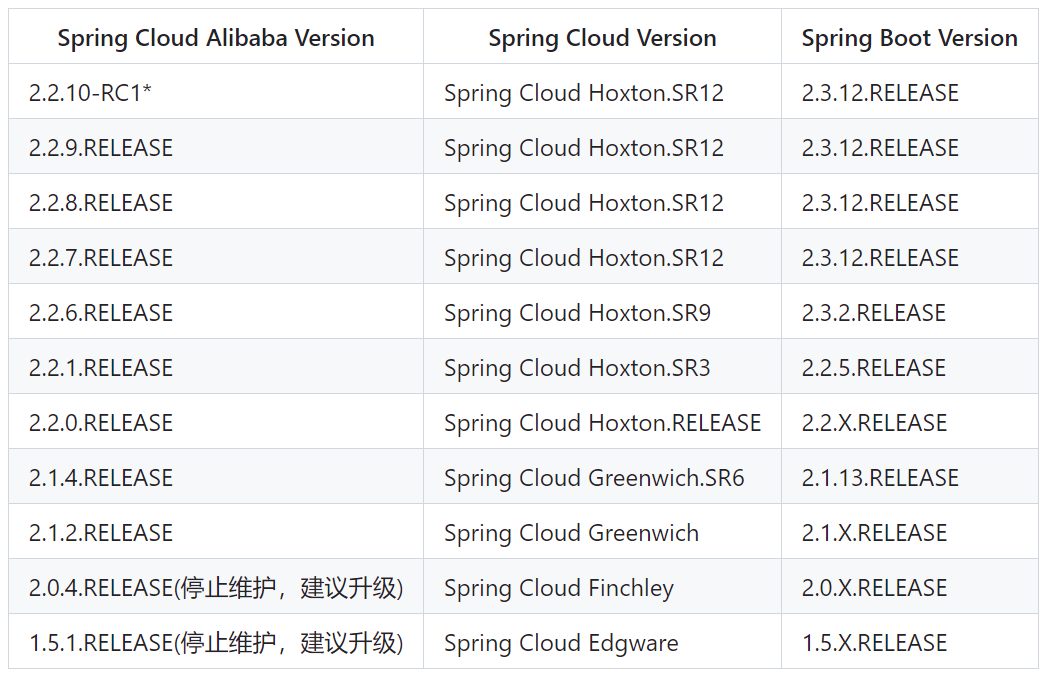 Spring Cloud Alibaba Version Spring Cloud Version Spring Boot Version
2.2.10-RC1* Spring Cloud Hoxton.SR12 2.3.12.RELEASE
2.2.9.RELEASE Spring Cloud Hoxton.SR12 2.3.12.RELEASE
2.2.8.RELEASE Spring Cloud Hoxton.SR12 2.3.12.RELEASE
2.2.7.RELEASE Spring Cloud Hoxton.SR12 2.3.12.RELEASE
2.2.6.RELEASE Spring Cloud Hoxton.SR9 2.3.2.RELEASE
2.2.1.RELEASE Spring Cloud Hoxton.SR3 2.2.5.RELEASE
2.2.0.RELEASE Spring Cloud Hoxton.RELEASE 2.2.X.RELEASE
2.1.4.RELEASE Spring Cloud Greenwich.SR6 2.1.13.RELEASE
2.1.2.RELEASE Spring Cloud Greenwich 2.1.X.RELEASE
2.0.4.RELEASE(停止维护，建议升级) Spring Cloud Finchley 2.0.X.RELEASE
1.5.1.RELEASE(停止维护，建议升级) Spring Cloud Edgware 1.5.X.RELEASE